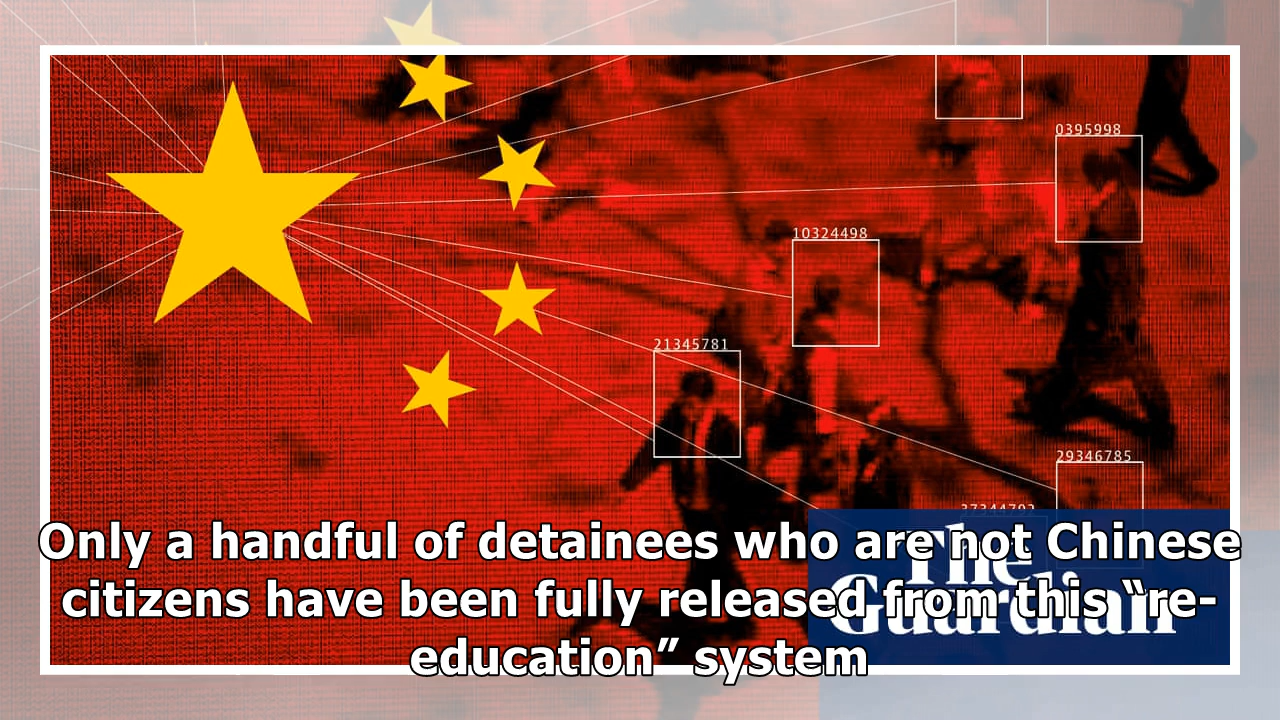 0395998
10324498
21345781
29346785
37344792
The
Guardian
Only a handful of detainees who are not Chinese
citizens have been fully released from this “re-
education” system